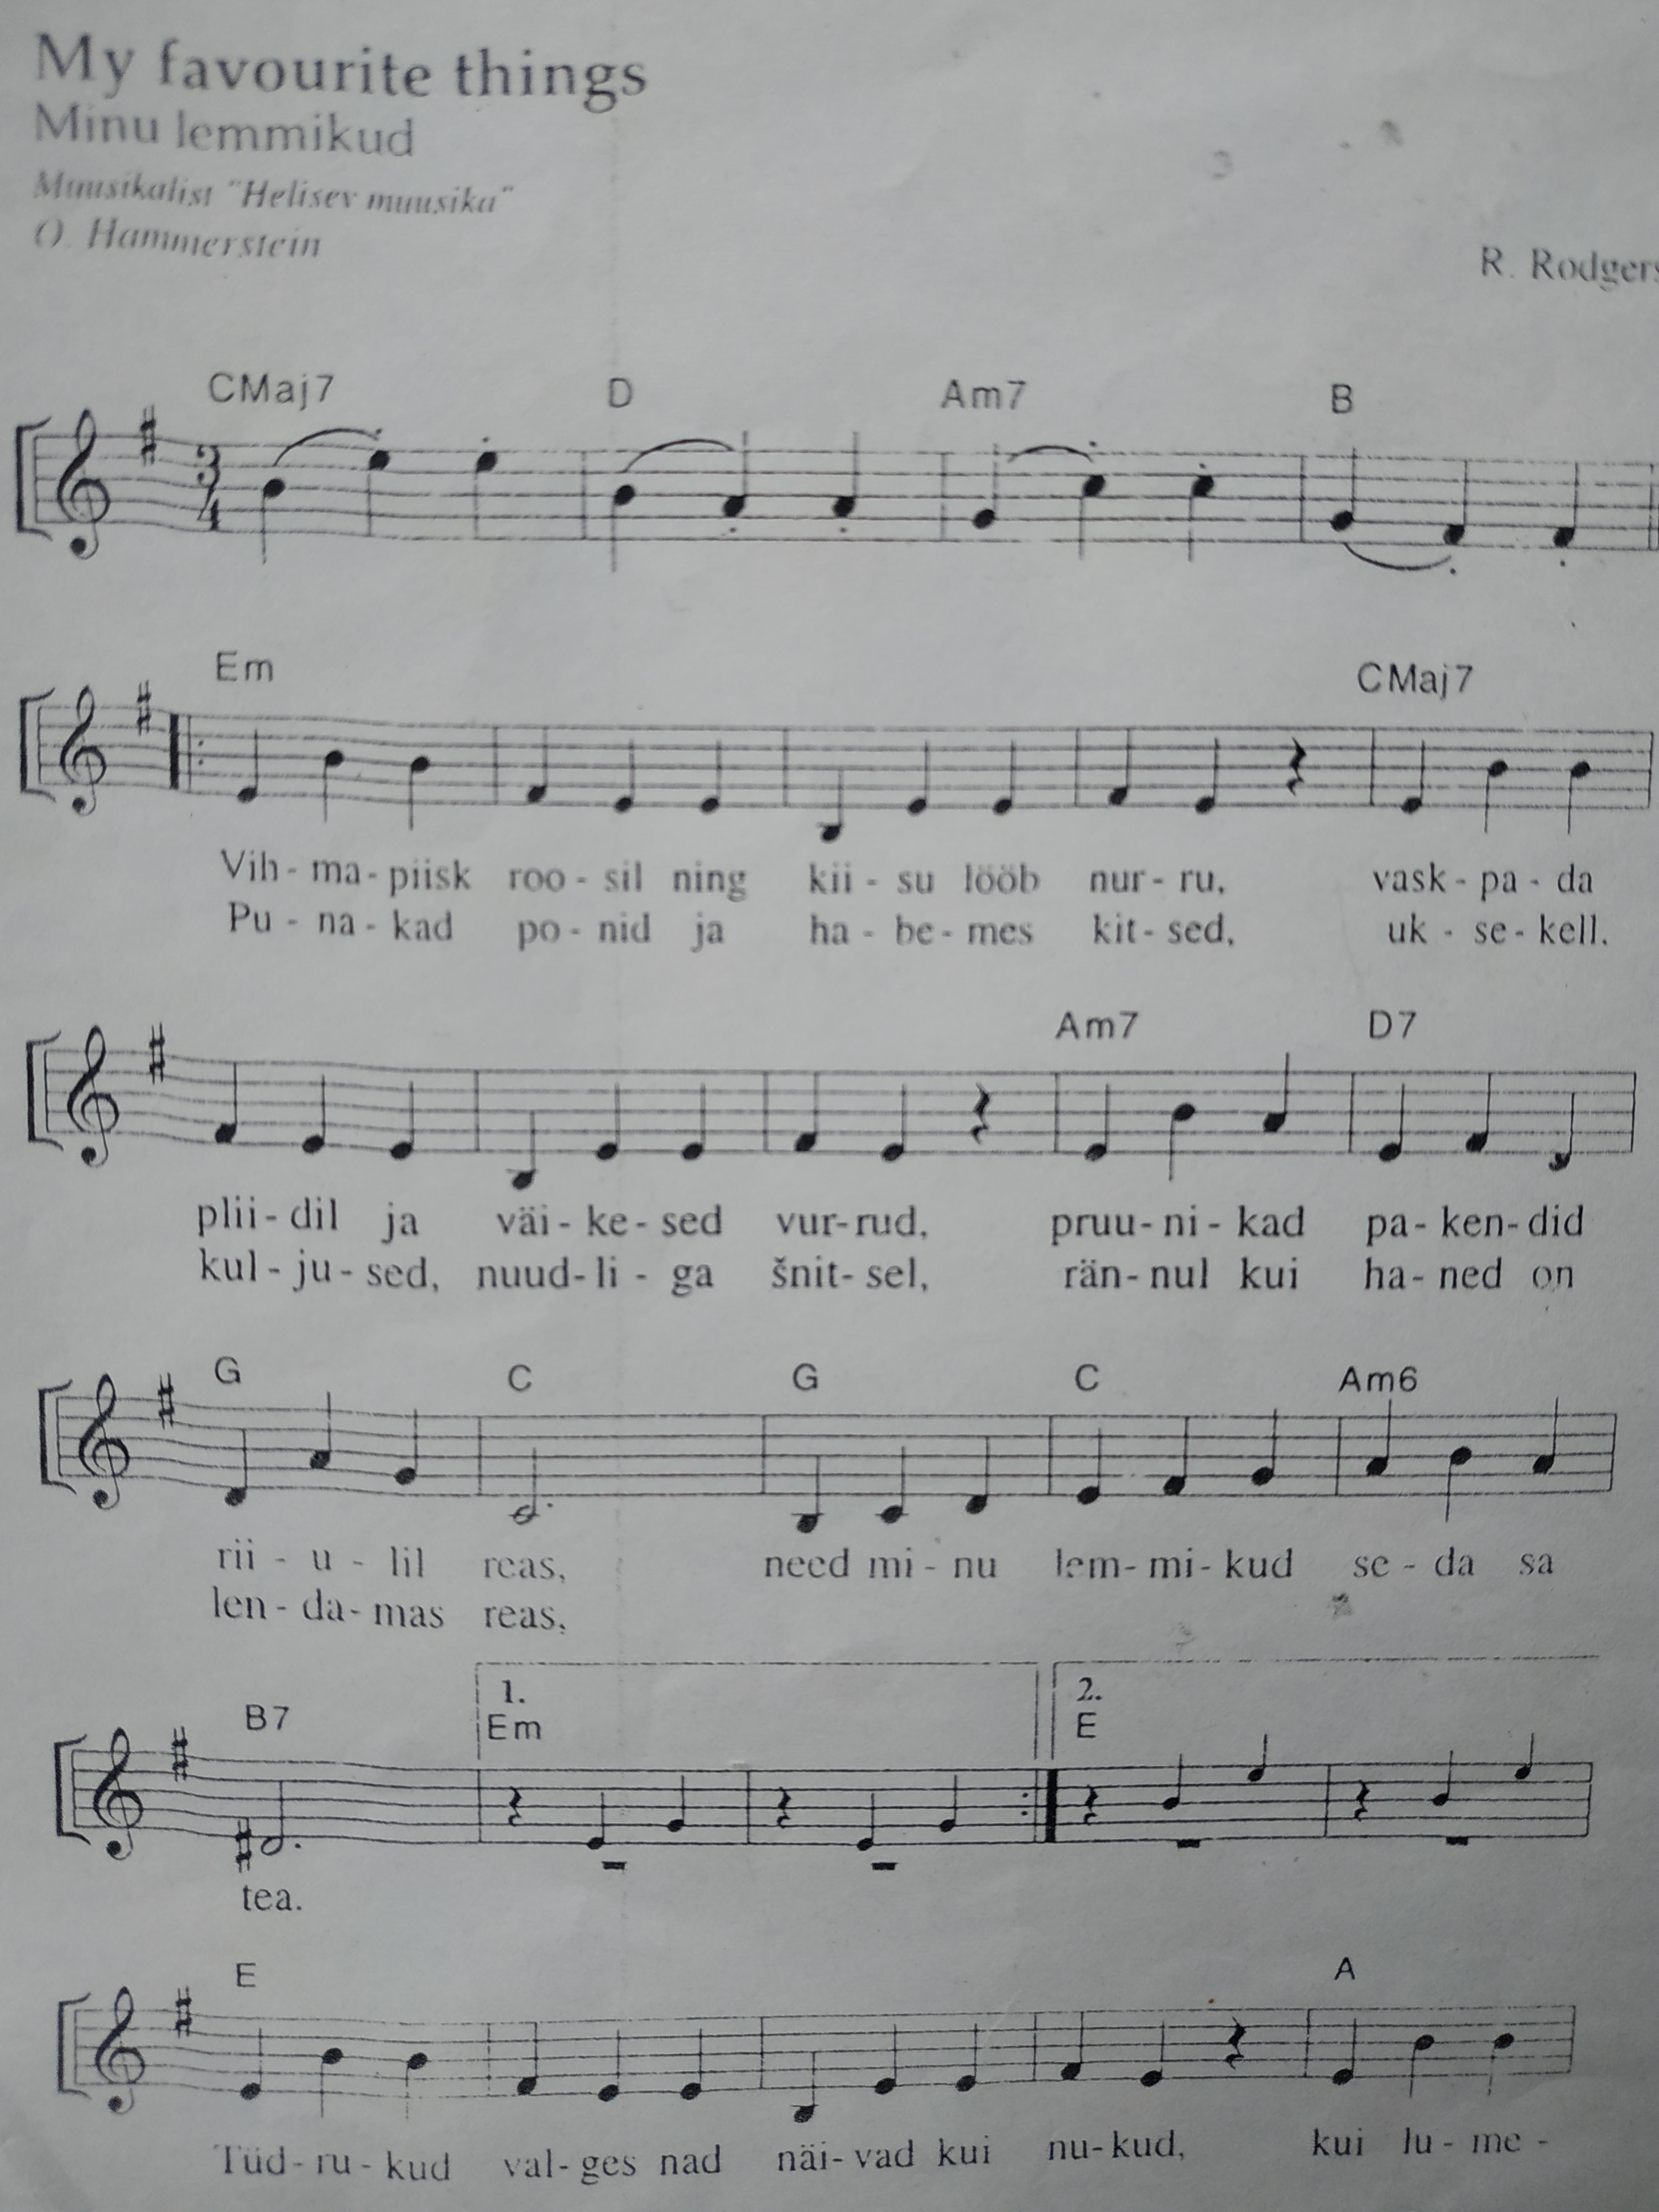 My favourite things
Minu lemmikud
Muusikalist "Helisev muusika"
O. Hammerstein
R. Rodgers
CMaj7 D Am7 B
3
4
Em CMaj7
Vih - ma - piisk roo - sil ning kii - su lööb nur - ru, vask - pa - da
Pu - na - kad po - nid ja ha - be - mes kit - sed, uk - se - kell,
Am7 D7
plii - dil ja väi - ke - sed vur - rud, pruu - ni - kad pa - ken - did
kul - ju - sed, nuud - li - ga šnit - sel, rän - nul kui ha - ned on
G C G C Am6
rii - u - lil reas, need mi - nu lem - mi - kud se - da sa
len - da - mas reas,
1. 2.
B7 Em E
tea.
E A
Tüd - ru - kud val - ges nad näi - vad kui nu - kud, kui lu - me -